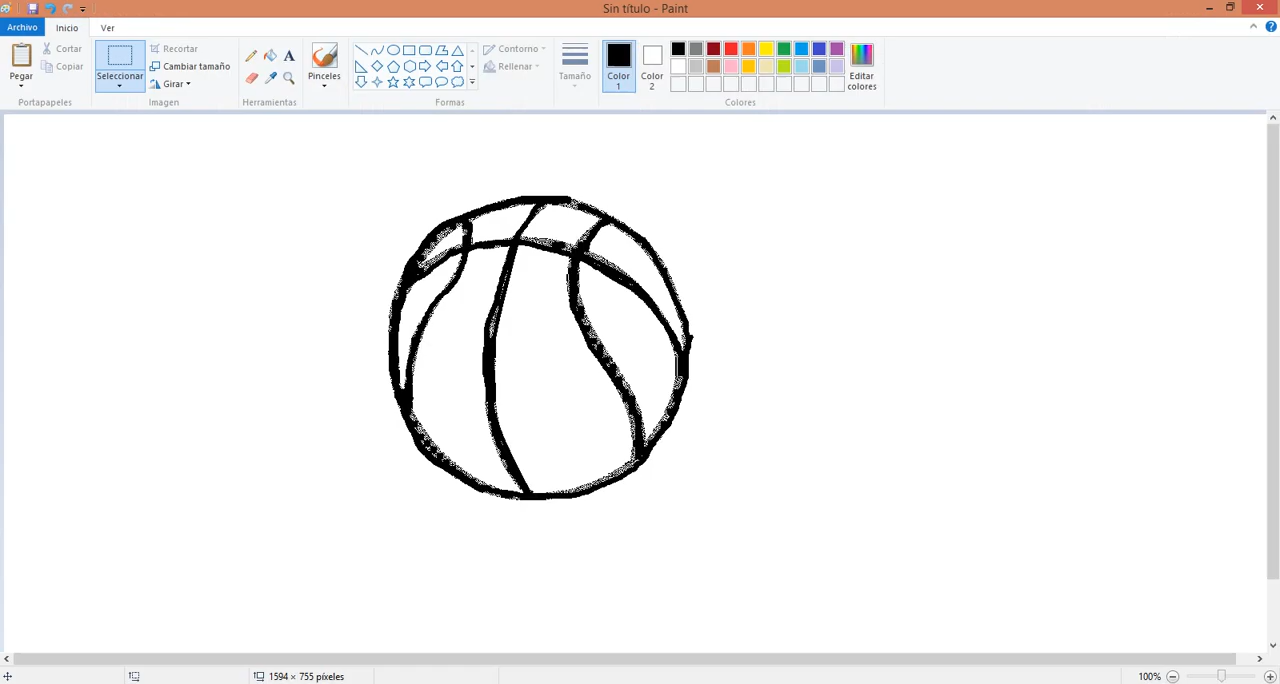 Sin título - Paint
Archivo Inicio Ver
Pegar
Cortar
Copiar
Portapapeles
Seleccionar
Recortar
Cambiar tamaño
Girar
Imagen
A
Herramientas
Pinceles
Contorno
Rellenar
Formas
Tamaño
Color
1
Color
2
Editar
colores
Colores
1594 × 755 píxeles
100%